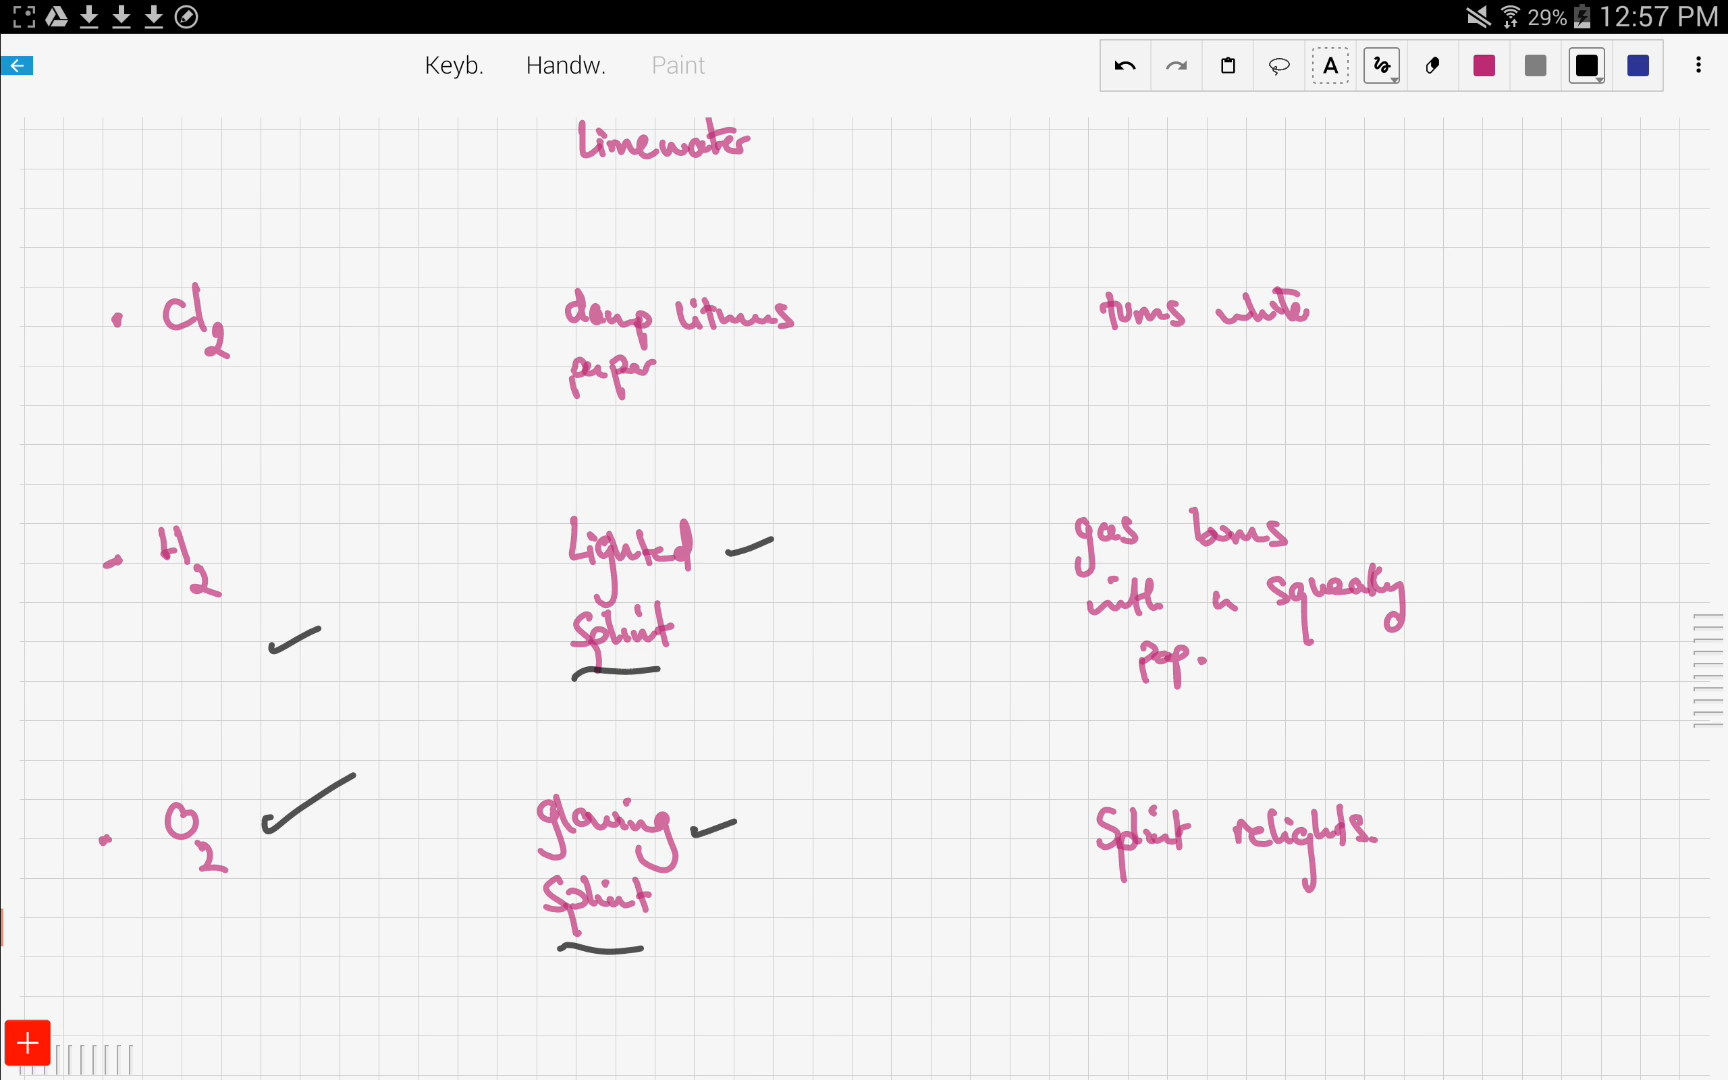 29% 12:57 PM
Keyb. Handw. Paint
A
limewater
Cl2 damp litmus turns white
paper
H2 Lighted gas burns
with a squeaky
Splint
pop.
O2 glowing Splint relights.
Splint